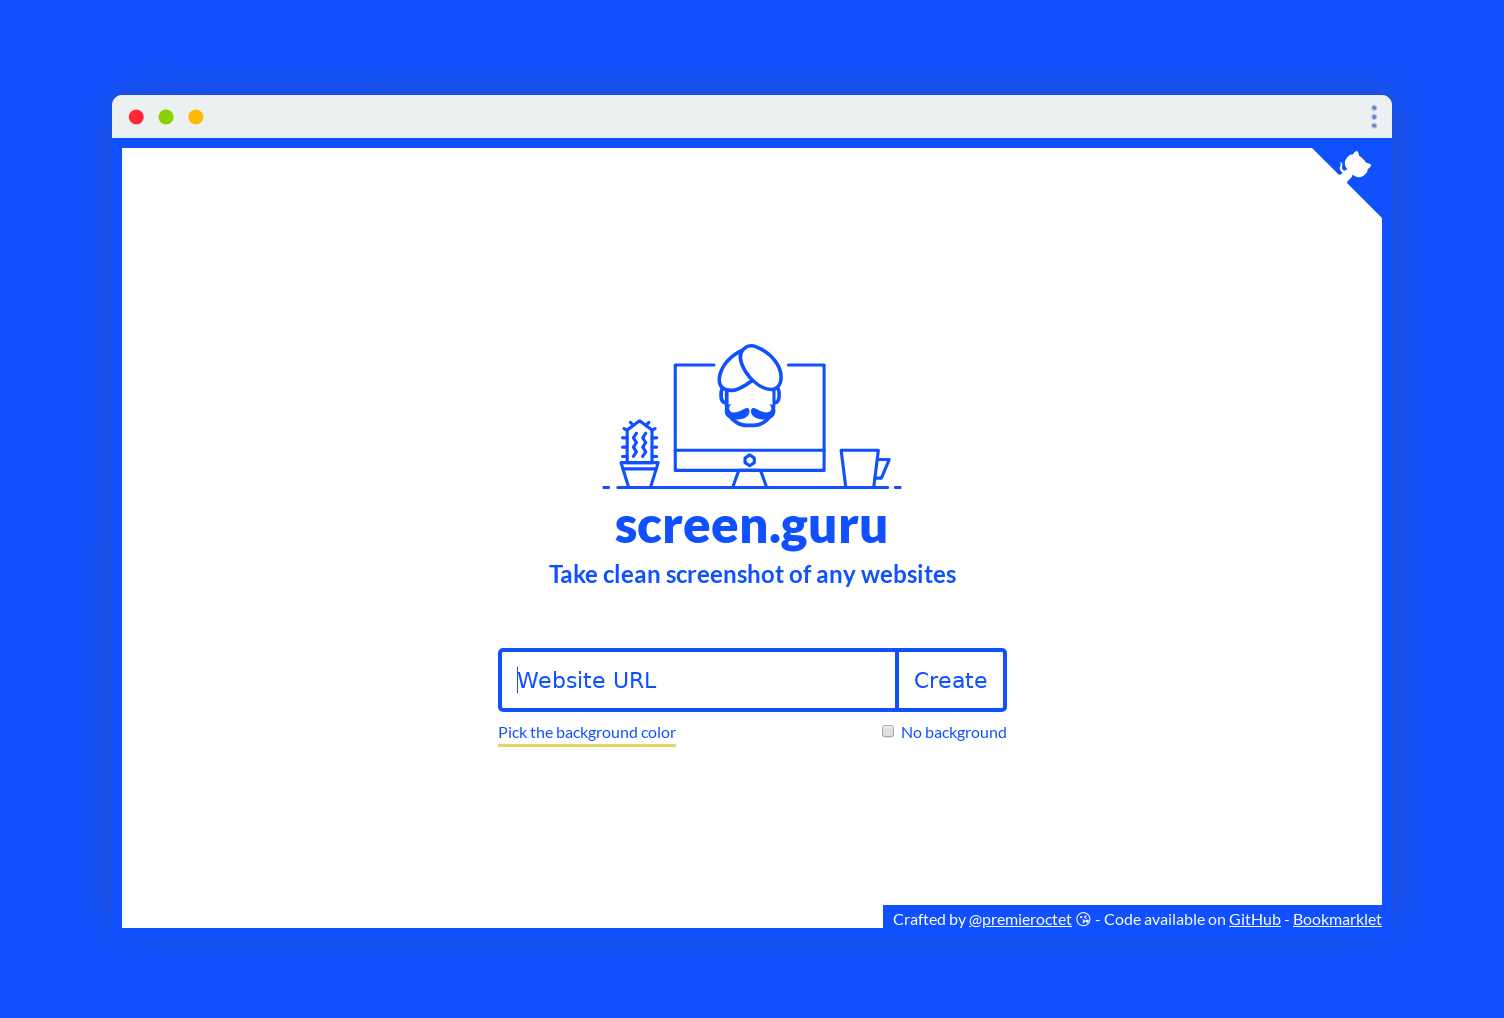 screen.guru
Take clean screenshot of any websites
Website URL
Create
Pick the background color
No background
Crafted by @premieroctet 😘 - Code available on GitHub - Bookmarklet